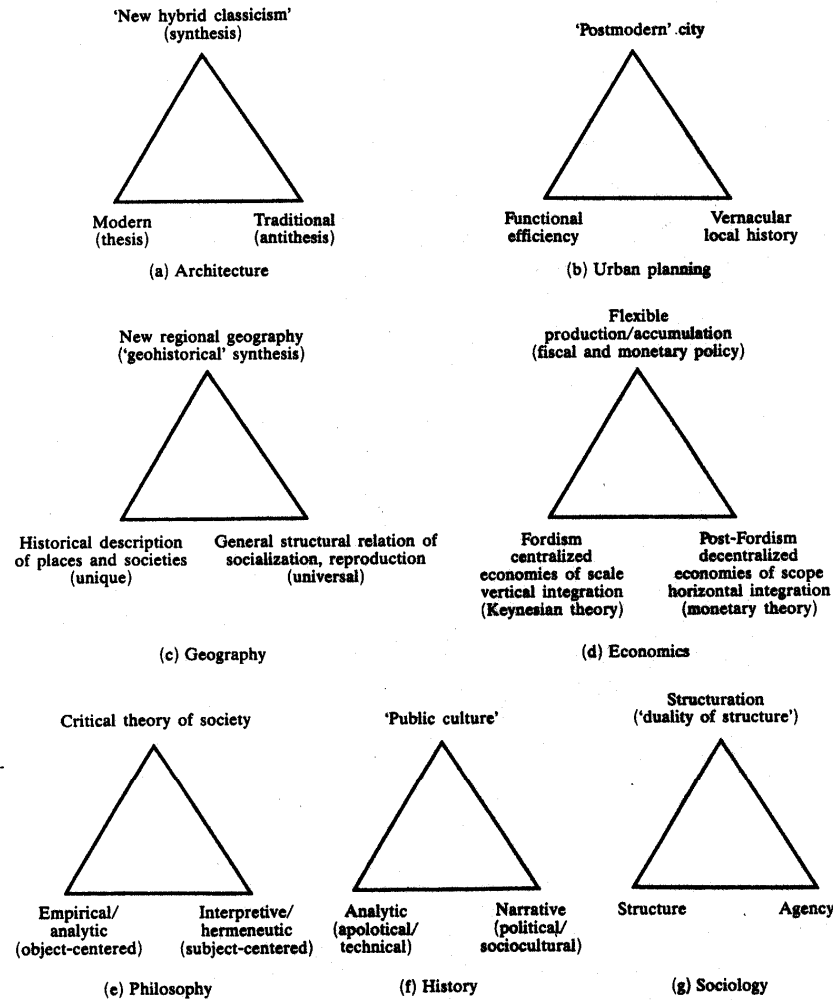 'New hybrid classicism'
(synthesis)
Modern
(thesis)
Traditional
(antithesis)
(a) Architecture
'Postmodern' city
Functional
efficiency
Vernacular
local history
(b) Urban planning
New regional geography
('geohistorical' synthesis)
Historical description
of places and societies
(unique)
General structural relation of
socialization, reproduction
(universal)
(c) Geography
Flexible
production/accumulation
(fiscal and monetary policy)
Fordism
centralized
economies of scale
vertical integration
(Keynesian theory)
Post-Fordism
decentralized
economies of scope
horizontal integration
(monetary theory)
(d) Economics
Critical theory of society
Empirical/
analytic
(object-centered)
Interpretive/
hermeneutic
(subject-centered)
(e) Philosophy
'Public culture'
Analytic
(apolotical/
technical)
Narrative
(political/
sociocultural)
(f) History
Structuration
('duality of structure')
Structure
Agency
(g) Sociology